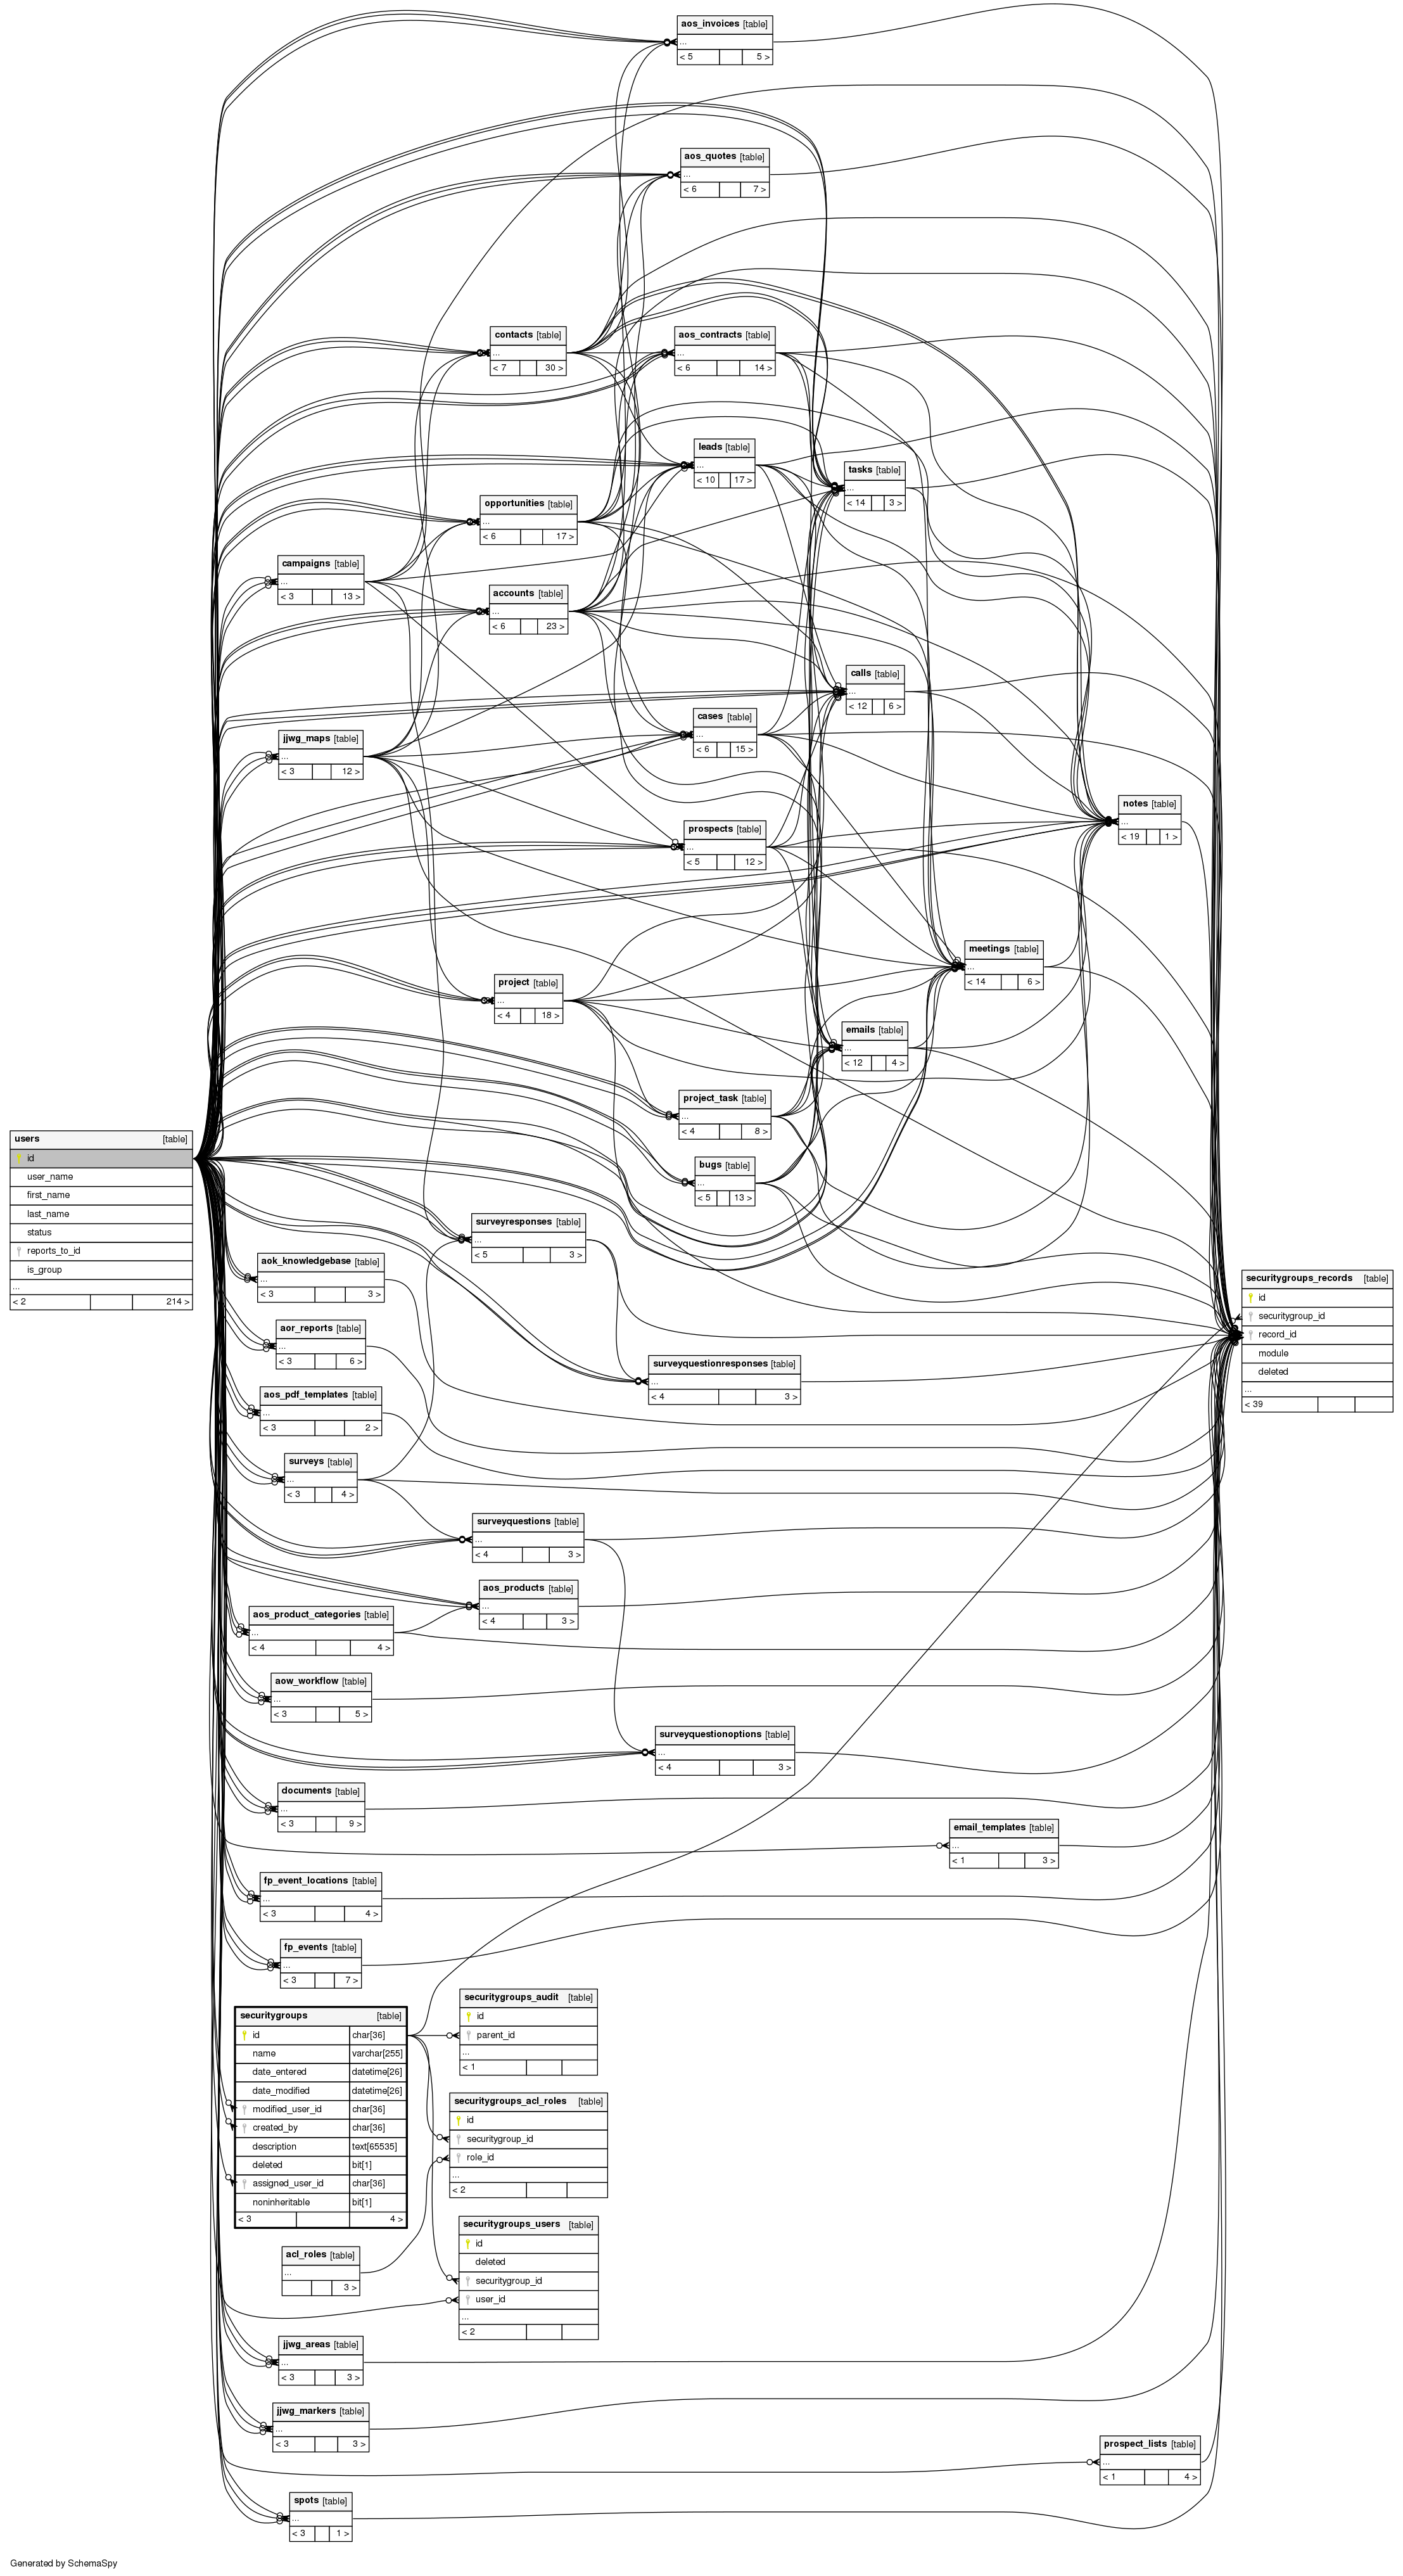 aos_invoices [table]
...
< 5 5 >
aos_quotes [table]
...
< 6 7 >
contacts [table]
...
< 7 30 >
aos_contracts [table]
...
< 6 14 >
leads [table]
...
< 10 17 >
tasks [table]
...
< 14 3 >
opportunities [table]
...
< 6 17 >
campaigns [table]
...
< 3 13 >
accounts [table]
...
< 6 23 >
calls [table]
...
< 12 6 >
cases [table]
...
< 6 15 >
jjwg_maps [table]
...
< 3 12 >
notes [table]
...
< 19 1 >
prospects [table]
...
< 5 12 >
meetings [table]
...
< 14 6 >
project [table]
...
< 4 18 >
emails [table]
...
< 12 4 >
project_task [table]
...
< 4 8 >
users [table]
id
user_name
first_name
last_name
status
reports_to_id
is_group
...
< 2 214 >
bugs [table]
...
< 5 13 >
surveyresponses [table]
...
< 5 3 >
aok_knowledgebase [table]
...
< 3 3 >
securitygroups_records [table]
id
securitygroup_id
record_id
module
deleted
...
< 39
aor_reports [table]
...
< 3 6 >
surveyquestionresponses [table]
...
< 4 3 >
aos_pdf_templates [table]
...
< 3 2 >
surveys [table]
...
< 3 4 >
surveyquestions [table]
...
< 4 3 >
aos_products [table]
...
< 4 3 >
aos_product_categories [table]
...
< 4 4 >
aow_workflow [table]
...
< 3 5 >
surveyquestionoptions [table]
...
< 4 3 >
documents [table]
...
< 3 9 >
email_templates [table]
...
< 1 3 >
fp_event_locations [table]
...
< 3 4 >
fp_events [table]
...
< 3 7 >
securitygroups [table]
id char[36]
name varchar[255]
date_entered datetime[26]
date_modified datetime[26]
modified_user_id char[36]
created_by char[36]
description text[65535]
deleted bit[1]
assigned_user_id char[36]
noninheritable bit[1]
< 3 4 >
securitygroups_audit [table]
id
parent_id
...
< 1
securitygroups_acl_roles [table]
id
securitygroup_id
role_id
...
< 2
securitygroups_users [table]
id
deleted
securitygroup_id
user_id
...
< 2
acl_roles [table]
...
3 >
jjwg_areas [table]
...
< 3 3 >
jjwg_markers [table]
...
< 3 3 >
prospect_lists [table]
...
< 1 4 >
spots [table]
...
< 3 1 >
Generated by SchemaSpy